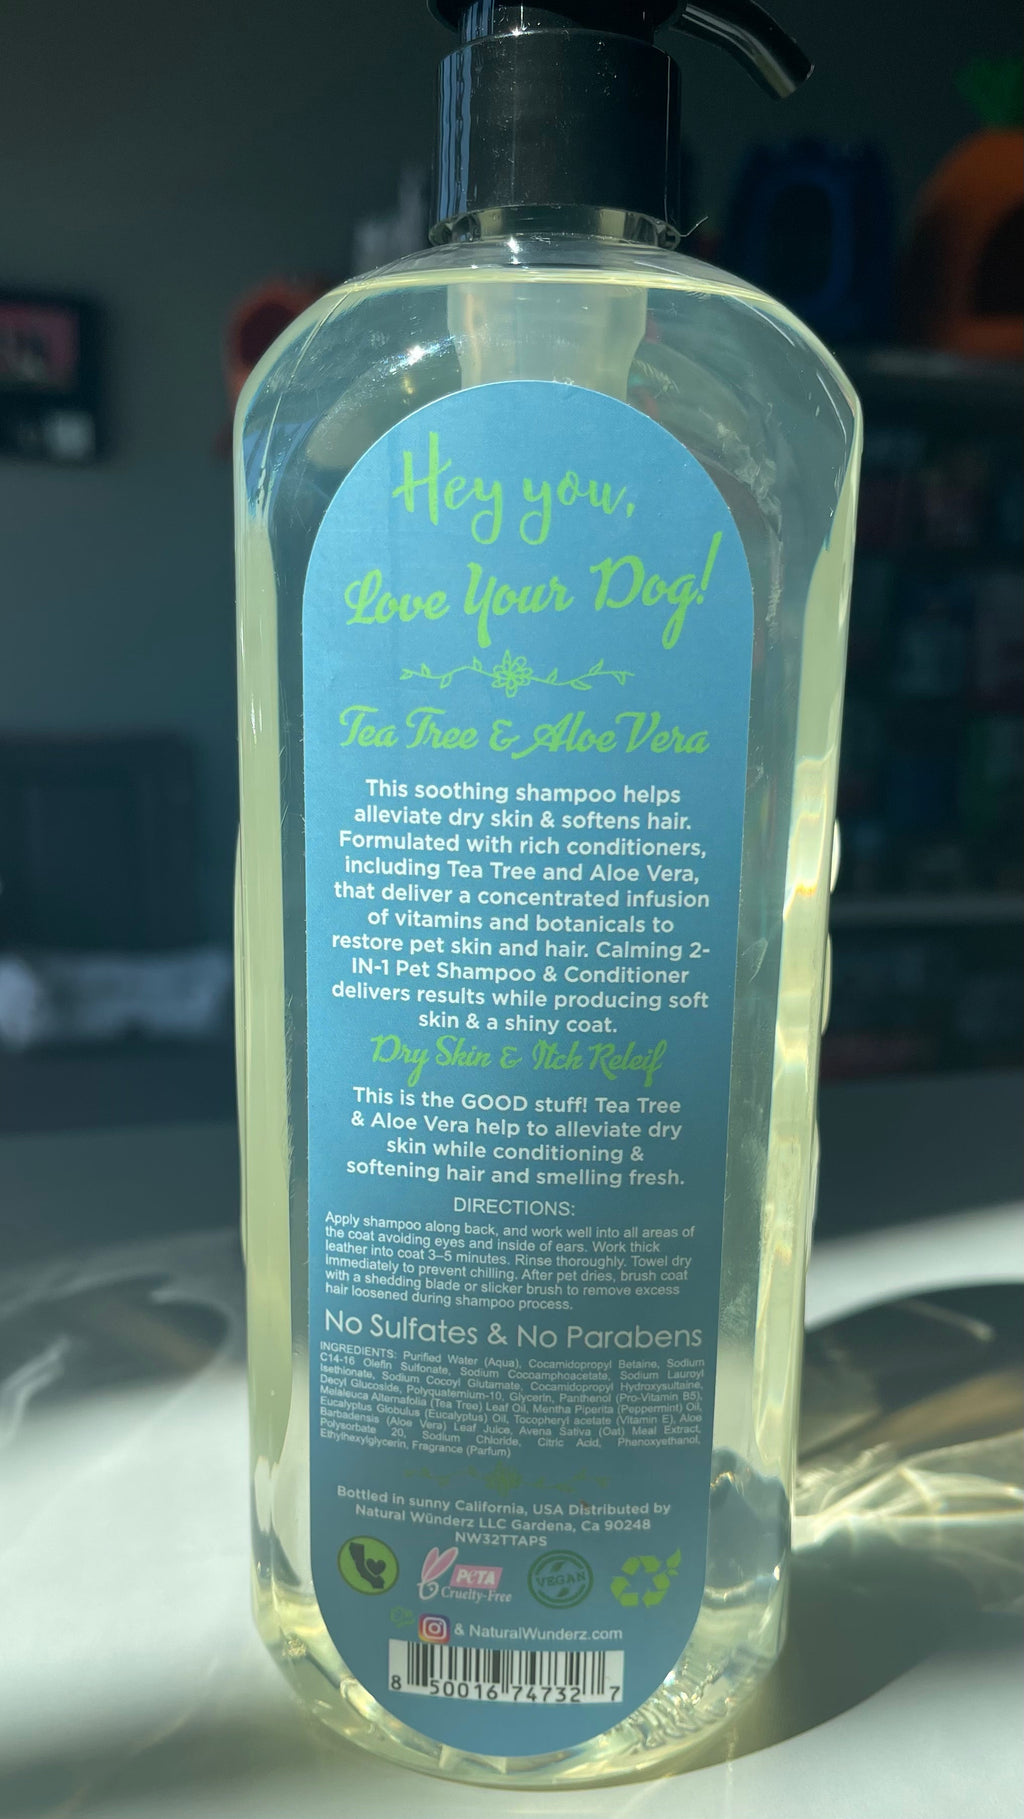 Hey you,
Love Your Dog!
Tea Tree & Aloe Vera
This soothing shampoo helps
alleviate dry skin & softens hair.
Formulated with rich conditioners,
including Tea Tree and Aloe Vera,
that deliver a concentrated infusion
of vitamins and botanicals to
restore pet skin and hair. Calming 2-
IN-1 Pet Shampoo & Conditioner
delivers results while producing soft
skin & a shiny coat.
Dry Skin & Itch Releif
This is the GOOD stuff! Tea Tree
& Aloe Vera help to alleviate dry
skin while conditioning &
softening hair and smelling fresh.
DIRECTIONS:
Apply shampoo along back, and work well into all areas of
the coat avoiding eyes and inside of ears. Work thick
leather into coat 3–5 minutes. Rinse thoroughly. Towel dry
immediately to prevent chilling. After pet dries, brush coat
with a shedding blade or slicker brush to remove excess
hair loosened during shampoo process.
No Sulfates & No Parabens
INGREDIENTS: Purified Water (Aqua), Cocamidopropyl Betaine, Sodium
C14-16 Olefin Sulfonate, Sodium Cocoamphoacetate, Sodium Lauroyl
Isethionate, Sodium Cocoyl Glutamate, Cocamidopropyl Hydroxysultaine,
Decyl Glucoside, Polyquaternium-10, Glycerin, Panthenol (Pro-Vitamin B5),
Melaleuca Alternafolia (Tea Tree) Leaf Oil, Mentha Piperita (Peppermint) Oil,
Eucalyptus Globulus (Eucalyptus) Oil, Tocopheryl acetate (Vitamin E), Aloe
Barbadensis (Aloe Vera) Leaf Juice, Avena Sativa (Oat) Meal Extract,
Polysorbate 20, Sodium Chloride, Citric Acid, Phenoxyethanol,
Ethylhexylglycerin, Fragrance (Parfum)
Bottled in sunny California, USA Distributed by
Natural Wünderz LLC Gardena, Ca 90248
NW32TTAPS
PETA
Cruelty-Free
VEGAN
& NaturalWunderz.com
8 50016 74732 7